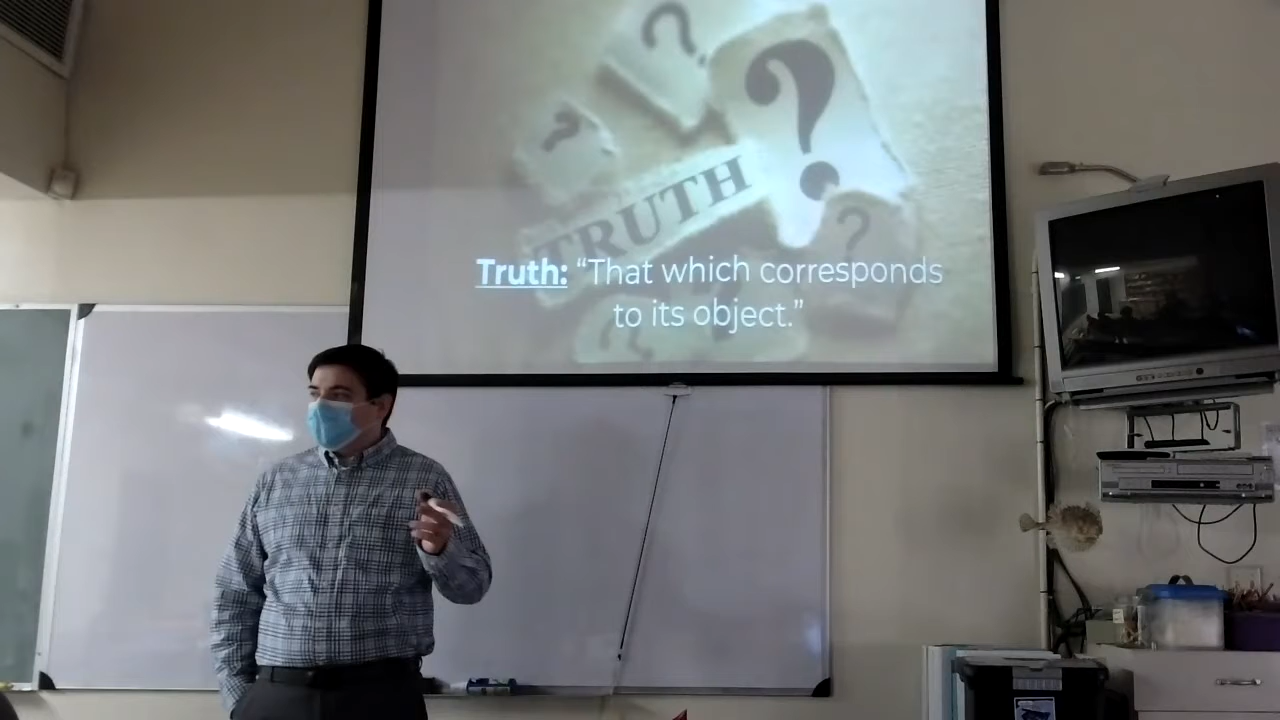 ?
?
?
TRUTH
?
Truth: “That which corresponds
to its object.”